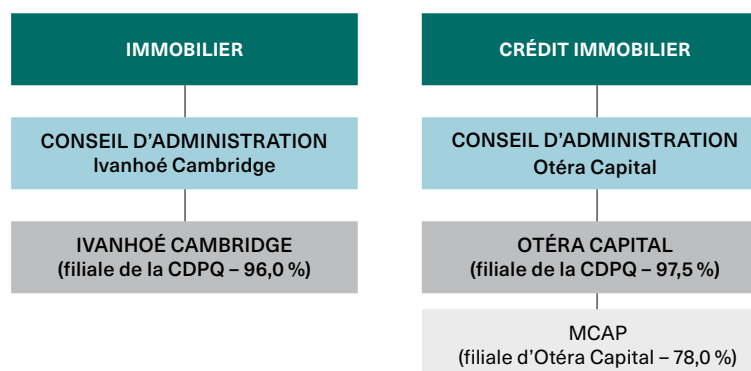 IMMOBILIER
CONSEIL D’ADMINISTRATION
Ivanhoé Cambridge
IVANHOÉ CAMBRIDGE
(filiale de la CDPQ – 96,0 %)
CRÉDIT IMMOBILIER
CONSEIL D’ADMINISTRATION
Otéra Capital
OTÉRA CAPITAL
(filiale de la CDPQ – 97,5 %)
MCAP
(filiale d’Otéra Capital – 78,0 %)